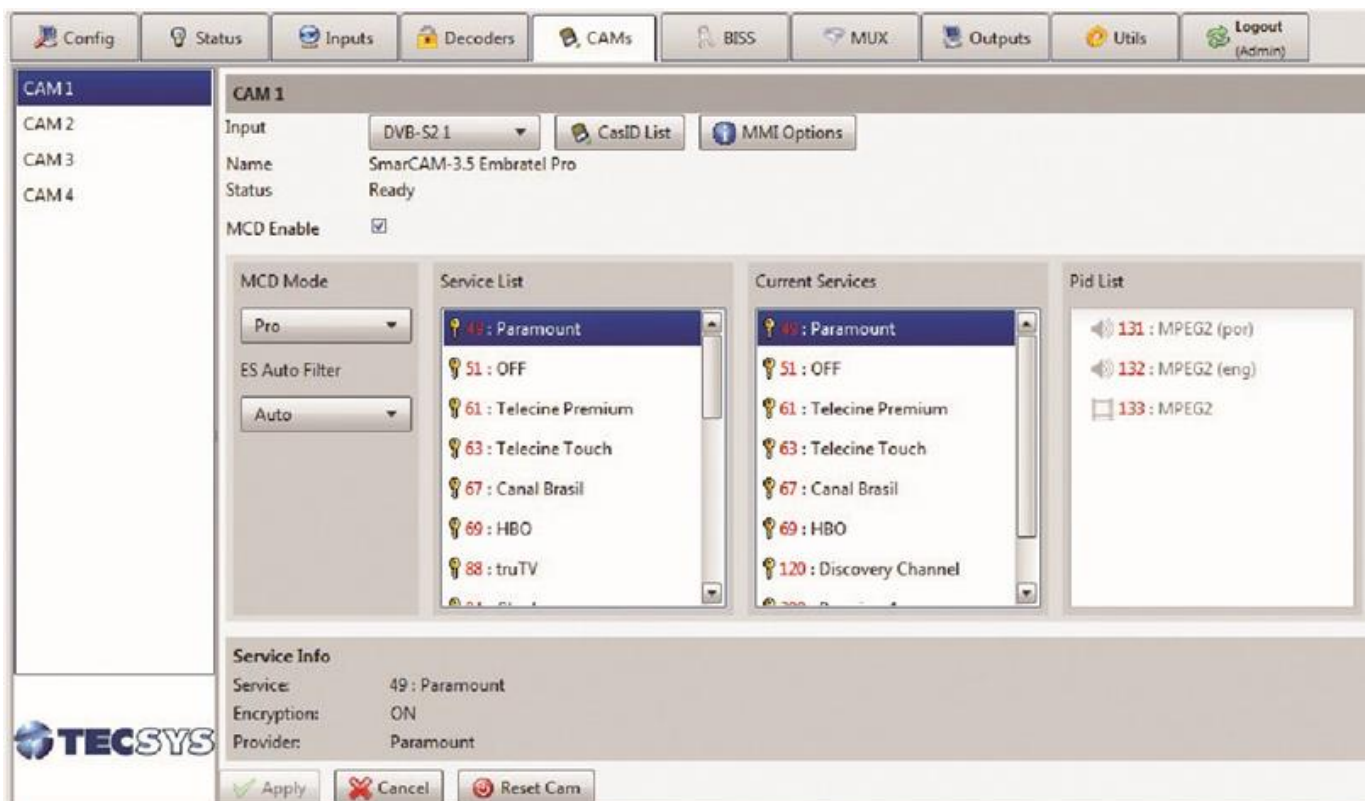 Config
Status
Inputs
Decoders
CAMs
BISS
MUX
Outputs
Utils
Logout
(Admin)
CAM 1
CAM 2
CAM 3
CAM 4
CAM 1
Input
DVB-S2 1
CasID List
MMI Options
Name
SmarCAM-3.5 Embratel Pro
Status
Ready
MCD Enable
MCD Mode
Pro
ES Auto Filter
Auto
Service List
49 : Paramount
51 : OFF
61 : Telecine Premium
63 : Telecine Touch
67 : Canal Brasil
69 : HBO
88 : truTV
Current Services
49 : Paramount
51 : OFF
61 : Telecine Premium
63 : Telecine Touch
67 : Canal Brasil
69 : HBO
120 : Discovery Channel
Pid List
131 : MPEG2 (por)
132 : MPEG2 (eng)
133 : MPEG2
Service Info
Service: 49 : Paramount
Encryption: ON
Provider: Paramount
TECSYS
Apply
Cancel
Reset Cam